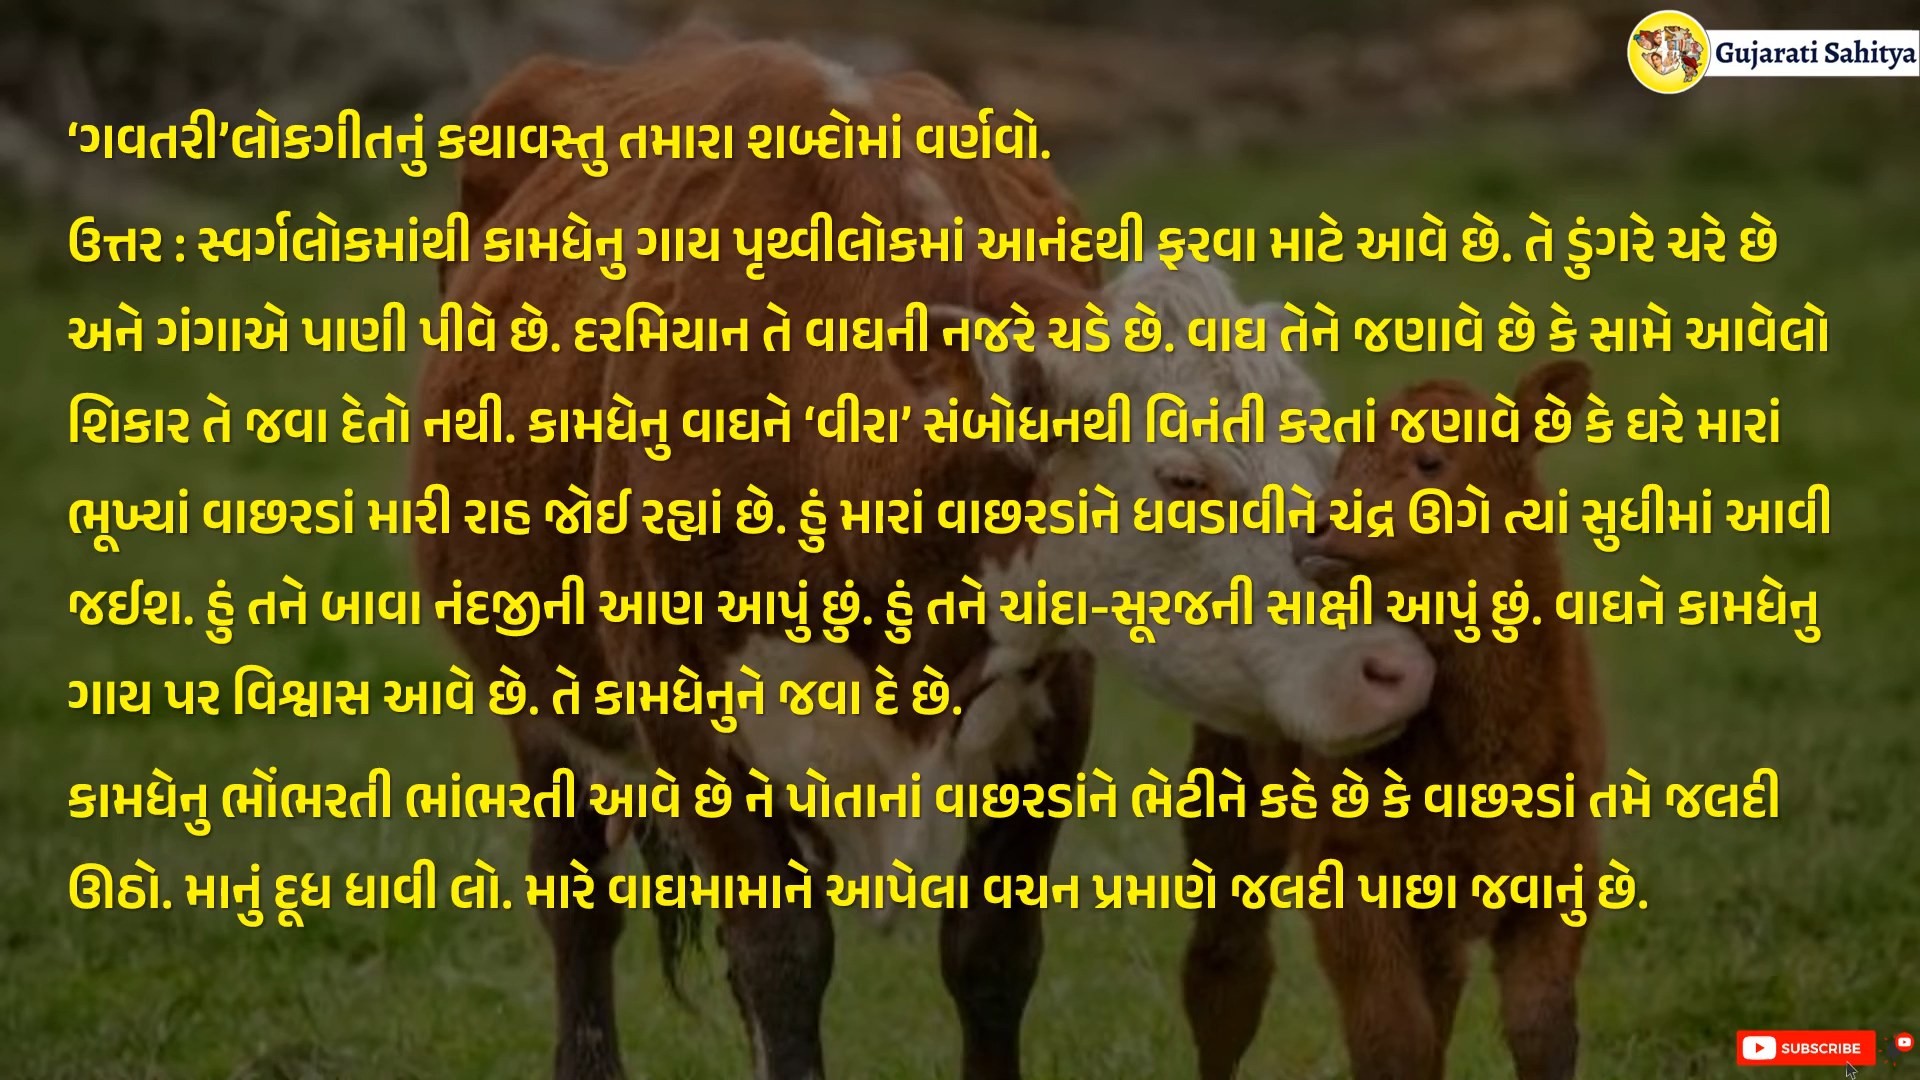 Gujarati Sahitya
‘ગવતરી’લોકગીતનું કથાવસ્તુ તમારા શબ્દોમાં વર્ણવો.
ઉત્તર : સ્વર્ગલોકમાંથી કામધેનુ ગાય પૃથ્વીલોકમાં આનંદથી ફરવા માટે આવે છે. તે ડુંગરે ચરે છે
અને ગંગાએ પાણી પીવે છે. દરમિયાન તે વાઘની નજરે ચડે છે. વાઘ તેને જણાવે છે કે સામે આવેલો
શિકાર તે જવા દેતો નથી. કામધેનુ વાઘને ‘વીરા’ સંબોધનથી વિનંતી કરતાં જણાવે છે કે ઘરે મારાં
ભૂખ્યાં વાછરડાં મારી રાહ જોઈ રહ્યાં છે. હું મારાં વાછરડાંને ધવડાવીને ચંદ્ર ઊગે ત્યાં સુધીમાં આવી
જઈશ. હું તને બાવા નંદજીની આણ આપું છું. હું તને ચાંદા-સૂરજની સાક્ષી આપું છું. વાઘને કામધેનુ
ગાય પર વિશ્વાસ આવે છે. તે કામધેનુને જવા દે છે.
કામધેનુ ભોંભરતી ભાંભરતી આવે છે ને પોતાનાં વાછરડાંને ભેટીને કહે છે કે વાછરડાં તમે જલદી
ઊઠો. માનું દૂધ ધાવી લો. મારે વાઘમામાને આપેલા વચન પ્રમાણે જલદી પાછા જવાનું છે.
SUBSCRIBE